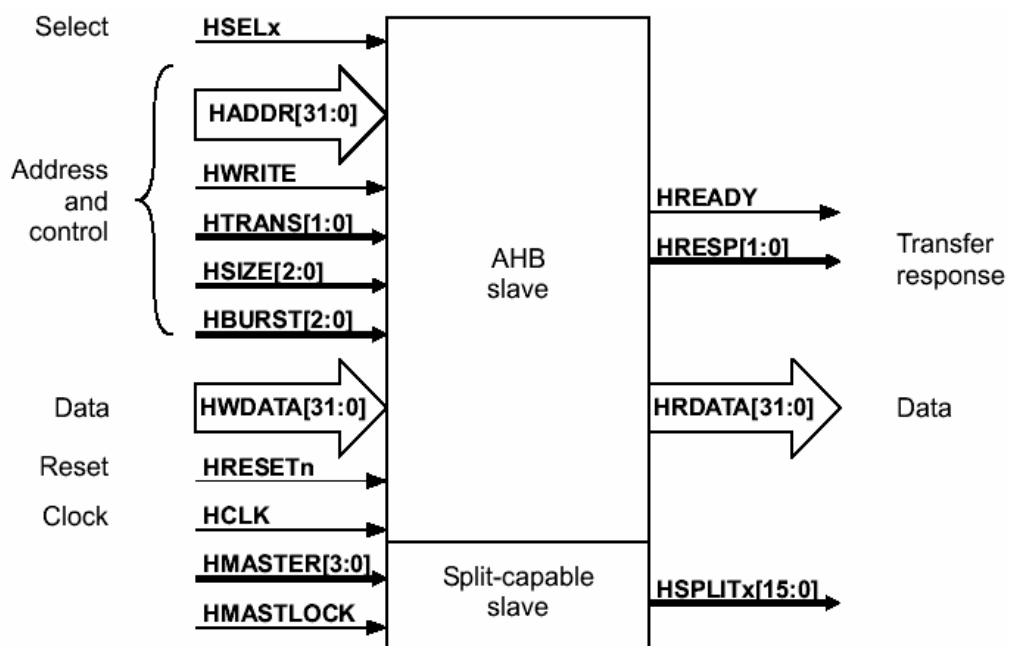 Select
HSELx
HADDR[31:0]
Address
and
control
HWRITE
HTRANS[1:0]
HSIZE[2:0]
HBURST[2:0]
Data
HWDATA[31:0]
Reset
HRESETn
Clock
HCLK
HMASTER[3:0]
HMASTLOCK
AHB
slave
Split-capable
slave
HREADY
HRESP[1:0]
Transfer
response
HRDATA[31:0]
Data
HSPLITx[15:0]